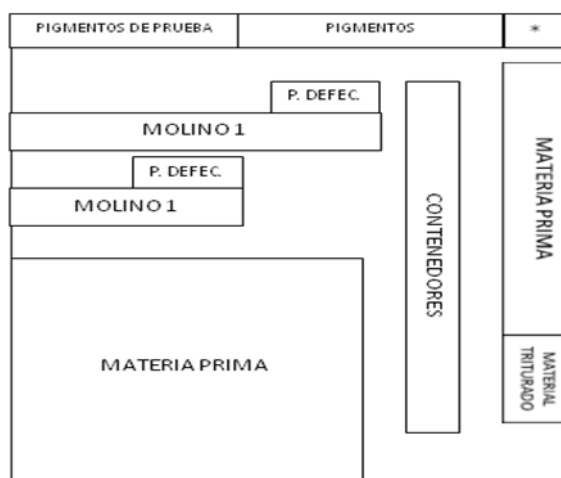 PIGMENTOS DE PRUEBA
PIGMENTOS
*
P. DEFEC.
MOLINO 1
P. DEFEC.
MOLINO 1
MATERIA PRIMA
CONTENEDORES
MATERIA PRIMA
MATERIAL
TRITURADO